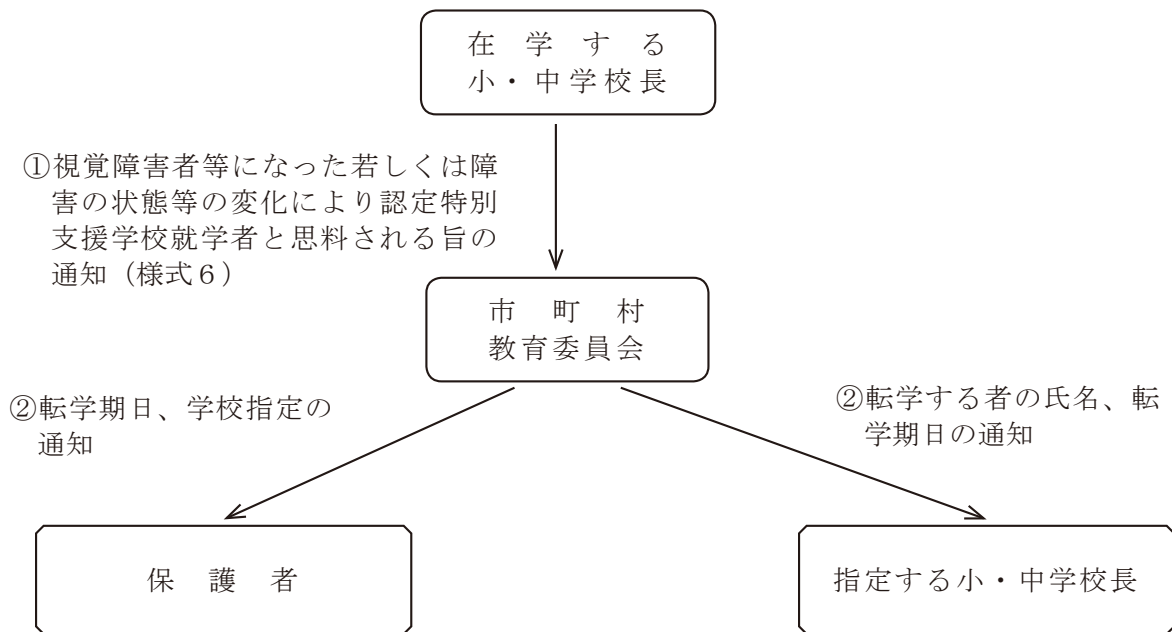 在学する
小・中学校長
①視覚障害者等になった若しくは障
害の状態等の変化により認定特別
支援学校就学者と思料される旨の
通知（様式６）
市町村
教育委員会
②転学期日、学校指定の
通知
②転学する者の氏名、転
学期日の通知
保護者
指定する小・中学校長